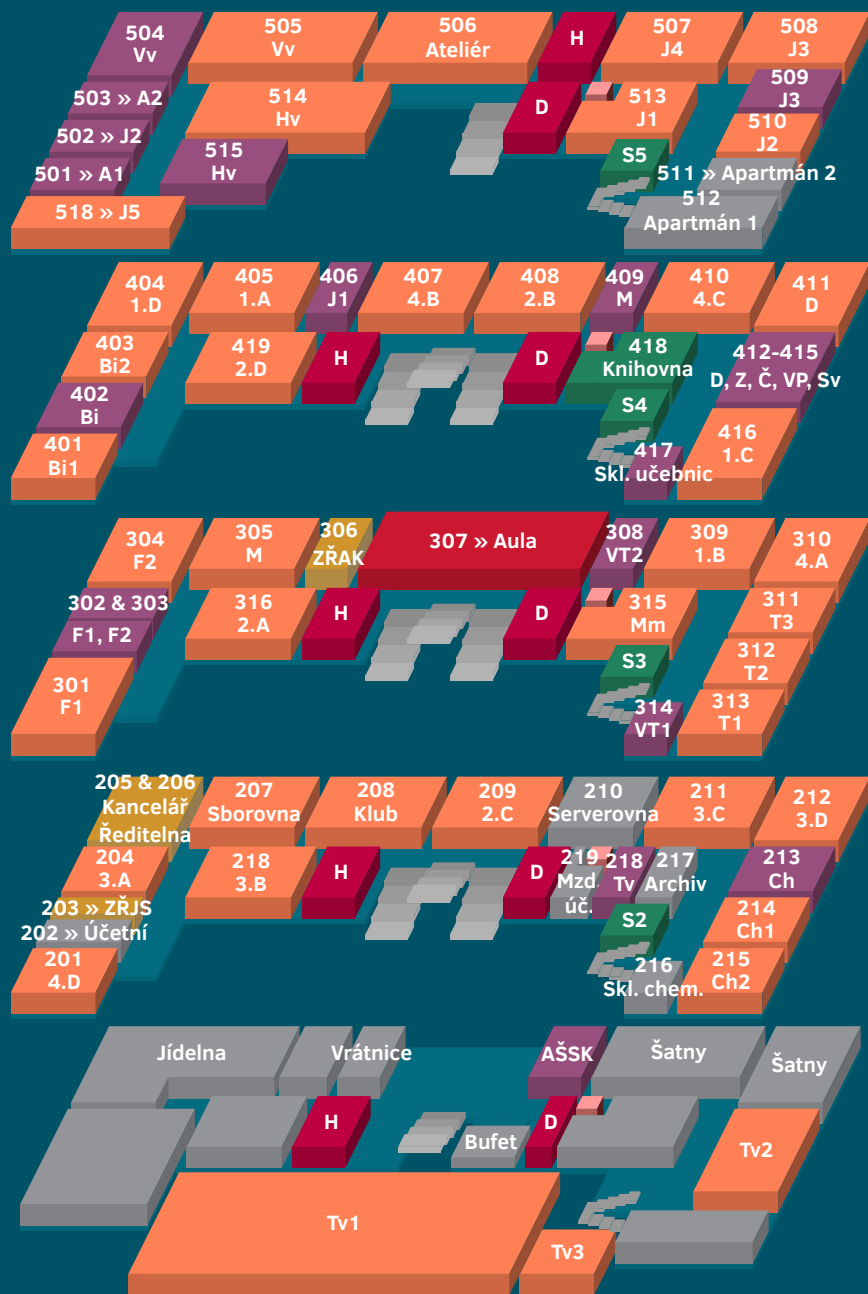 504
Vv
505
Vv
506
Ateliér
H
507
J4
508
J3
503 » A2
514
Hv
D
513
J1
509
J3
502 » J2
515
Hv
S5
510
J2
501 » A1
511 » Apartmán 2
518 » J5
512
Apartmán 1
404
1.D
405
1.A
406
J1
407
4.B
408
2.B
409
M
410
4.C
411
D
403
Bi2
419
2.D
H
D
418
Knihovna
412-415
D, Z, Č, VP, Sv
402
Bi
S4
401
Bi1
417
Skl. učebnic
416
1.C
304
F2
305
M
306
ZŘAK
307 » Aula
308
VT2
309
1.B
310
4.A
302 & 303
F1, F2
316
2.A
H
D
315
Mm
311
T3
301
F1
S3
312
T2
314
VT1
313
T1
205 & 206
Kancelář
Ředitelna
207
Sborovna
208
Klub
209
2.C
210
Serverovna
211
3.C
212
3.D
204
3.A
218
3.B
H
D
219
Mzd.
úč.
218
Tv
217
Archiv
213
Ch
203 » ZŘJS
202 » Účetní
S2
214
Ch1
201
4.D
216
Skl. chem.
215
Ch2
Jídelna
Vrátnice
AŠSK
Šatny
Šatny
H
Bufet
D
Tv2
Tv1
Tv3